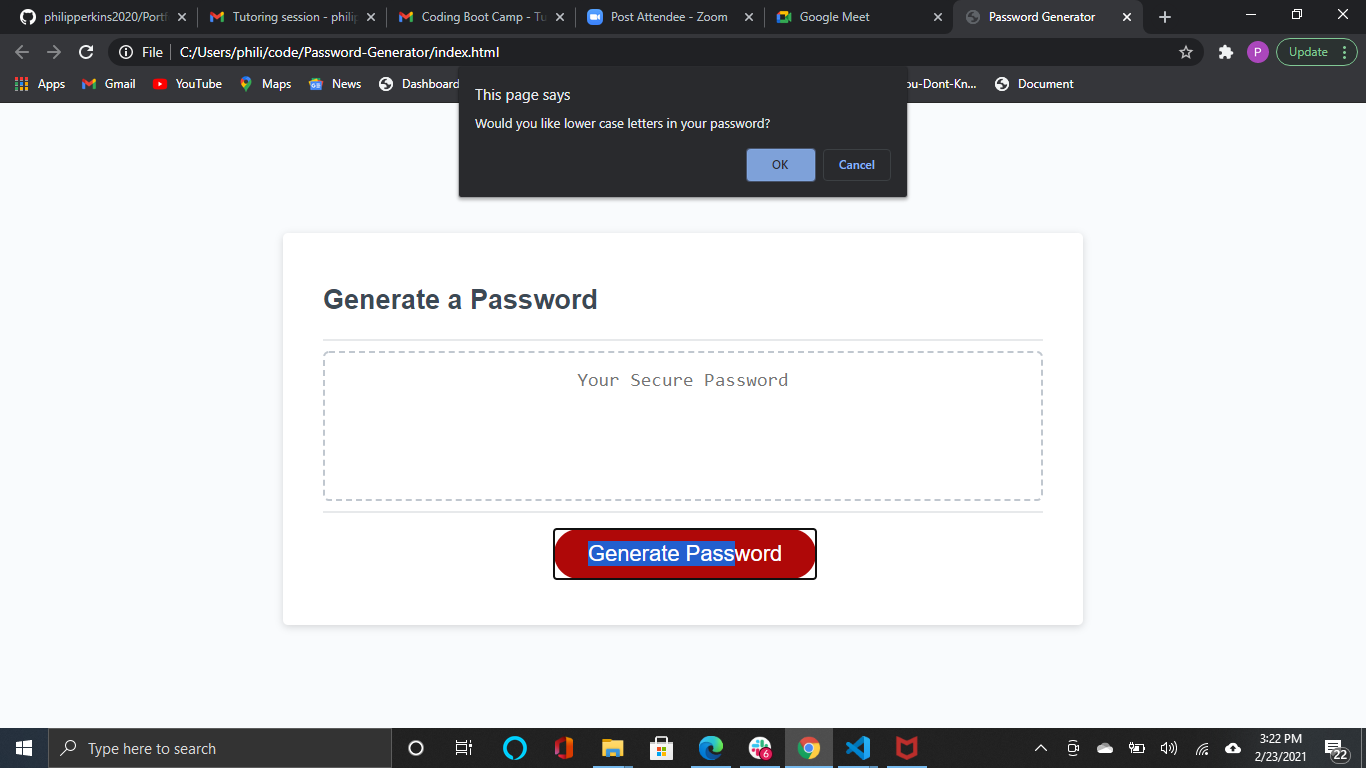 philipperkins2020/Portf
Tutoring session - philip
Coding Boot Camp - Tu
Post Attendee - Zoom
Google Meet
Password Generator
File
C:/Users/phili/code/Password-Generator/index.html
P
Update
Apps
Gmail
YouTube
Maps
News
Dashboard
ou-Dont-Kn...
Document
This page says
Would you like lower case letters in your password?
OK
Cancel
Generate a Password
Your Secure Password
Generate Password
Type here to search
6
3:22 PM
2/23/2021
22